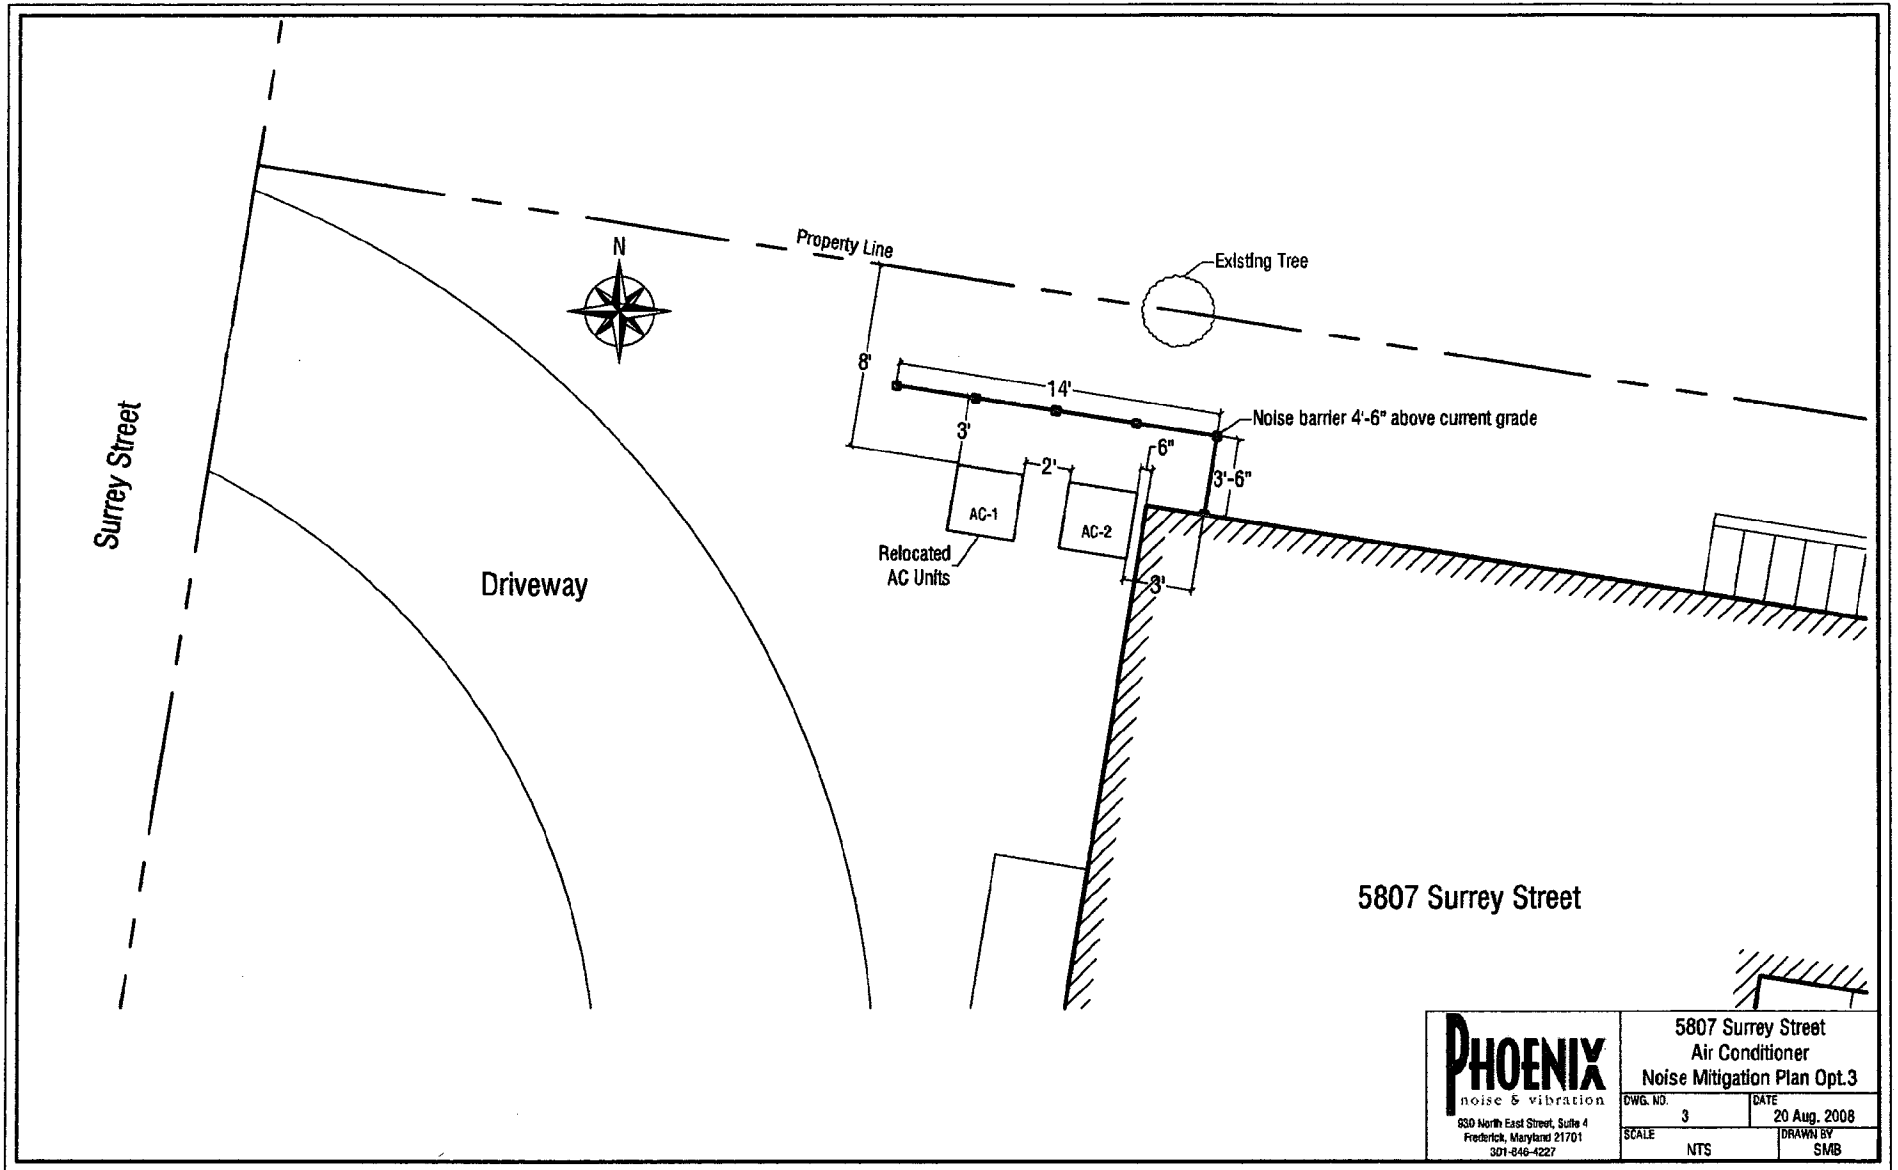 N
Property Line
Existing Tree
8'
14'
Noise barrier 4'-6" above current grade
3'
6"
2'
3'-6"
AC-1
AC-2
Relocated
AC Units
3'
Surrey Street
Driveway
5807 Surrey Street
PHOENIX
noise & vibration
930 North East Street, Suite 4
Frederick, Maryland 21701
301-846-4227
5807 Surrey Street
Air Conditioner
Noise Mitigation Plan Opt.3
DWG. NO.
3
DATE
20 Aug. 2008
SCALE
NTS
DRAWN BY
SMB